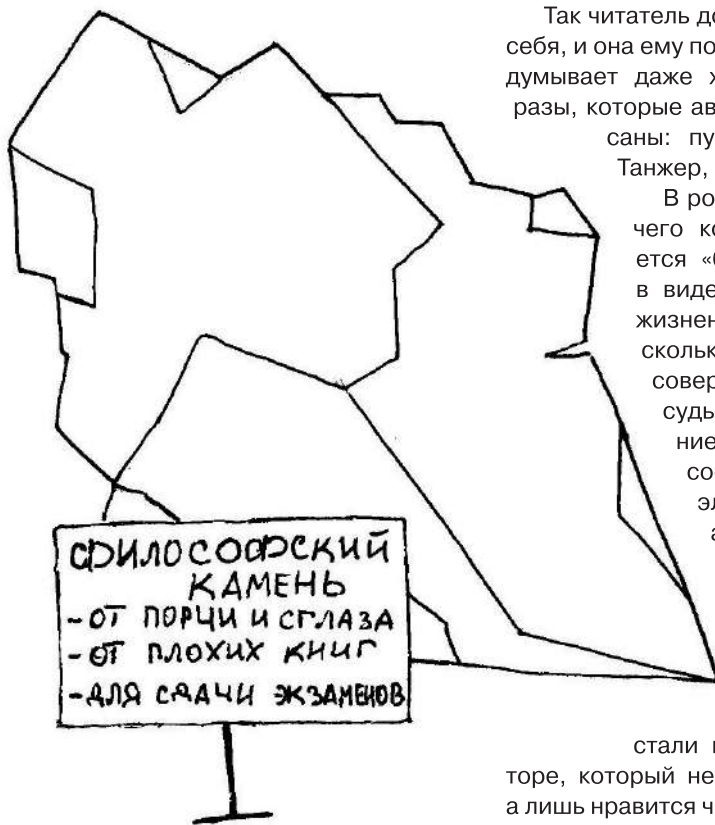 Так читатель до
себя, и она ему по
думывает даже х
разы, которые ав
саны: пу
Танжер,
В ро
чего ко
ется «
в виде
жизнен
сколь
совер
судь
ние
со
эл
а
ФИЛОСОФСКИЙ
КАМЕНЬ
- ОТ ПОРЧИ И СГЛАЗА
- ОТ ПЛОХИХ КНИГ
- ДЛЯ СДАЧИ ЭКЗАМЕНОВ
стали
торе, который не
а лишь нравится ч